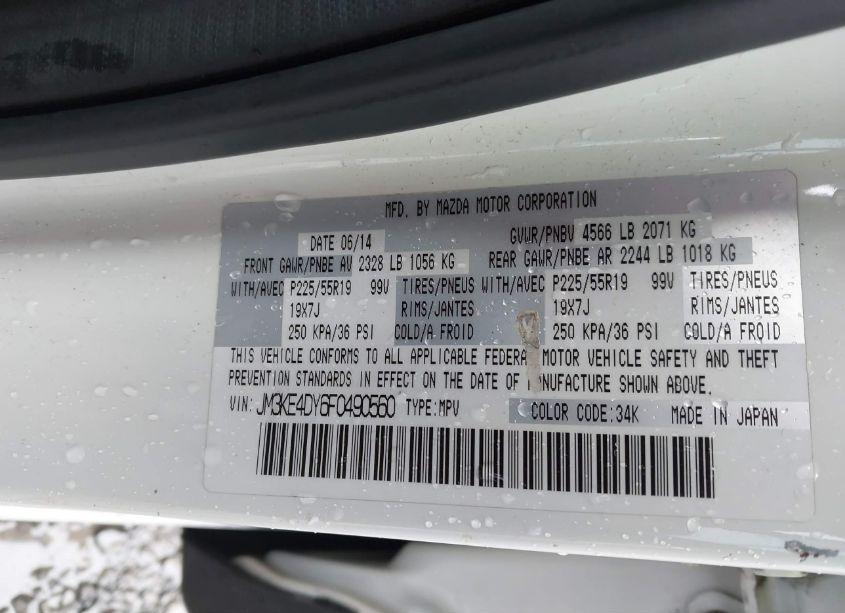 MFD. BY MAZDA MOTOR CORPORATION
DATE 06/14 GVWR/PNBV 4566 LB 2071 KG
FRONT GAWR/PNBE AV 2328 LB 1056 KG REAR GAWR/PNBE AR 2244 LB 1018 KG
WITH/AVEC P225/55R19 99V TIRES/PNEUS WITH/AVEC P225/55R19 99V TIRES/PNEUS
19X7J RIMS/JANTES 19X7J RIMS/JANTES
250 KPA/36 PSI COLD/A FROID 250 KPA/36 PSI COLD/A FROID
THIS VEHICLE CONFORMS TO ALL APPLICABLE FEDERAL MOTOR VEHICLE SAFETY AND THEFT
PREVENTION STANDARDS IN EFFECT ON THE DATE OF MANUFACTURE SHOWN ABOVE.
VIN: JM3KE4DY6F0490560 TYPE:MPV COLOR CODE:34K MADE IN JAPAN